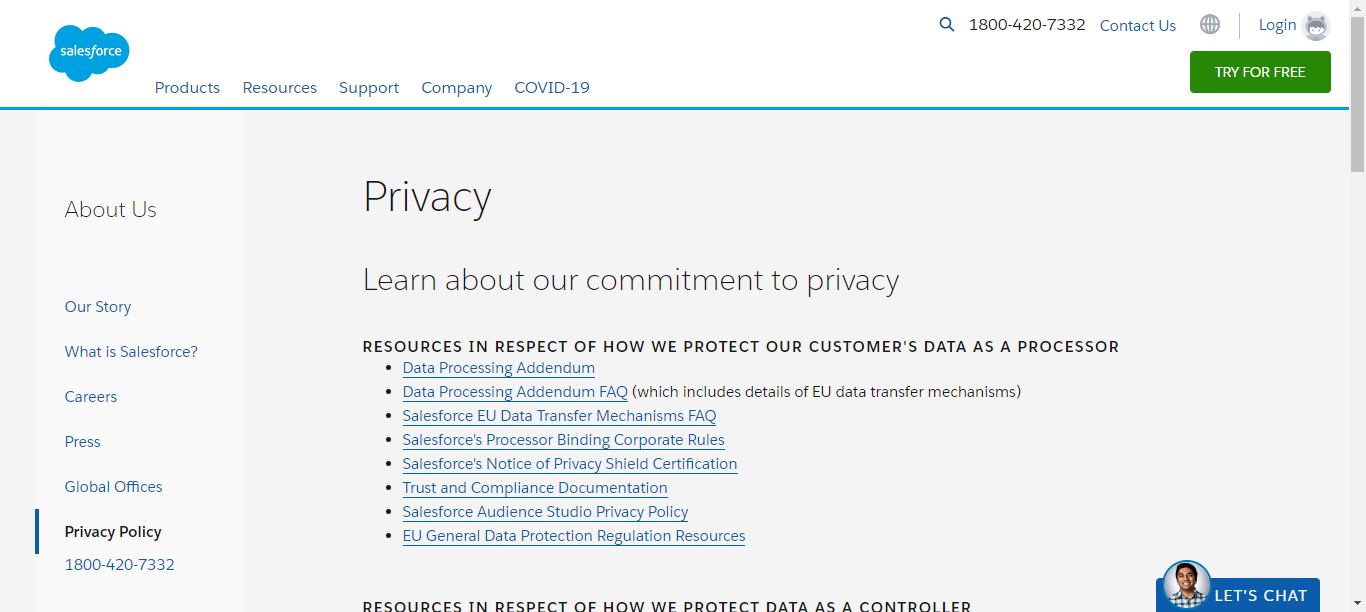 salesforce
1800-420-7332 Contact Us Login
TRY FOR FREE
Products Resources Support Company COVID-19
About Us
Our Story
What is Salesforce?
Careers
Press
Global Offices
Privacy Policy
1800-420-7332
Privacy
Learn about our commitment to privacy
RESOURCES IN RESPECT OF HOW WE PROTECT OUR CUSTOMER'S DATA AS A PROCESSOR
Data Processing Addendum
Data Processing Addendum FAQ (which includes details of EU data transfer mechanisms)
Salesforce EU Data Transfer Mechanisms FAQ
Salesforce's Processor Binding Corporate Rules
Salesforce's Notice of Privacy Shield Certification
Trust and Compliance Documentation
Salesforce Audience Studio Privacy Policy
EU General Data Protection Regulation Resources
RESOURCES IN RESPECT OF HOW WE PROTECT DATA AS A CONTROLLER
LET'S CHAT